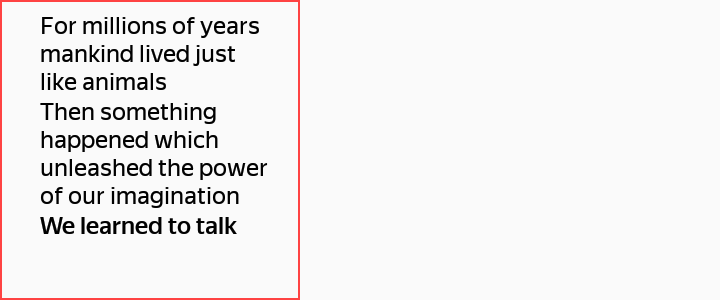 For millions of years
mankind lived just
like animals
Then something
happened which
unleashed the power
of our imagination
We learned to talk